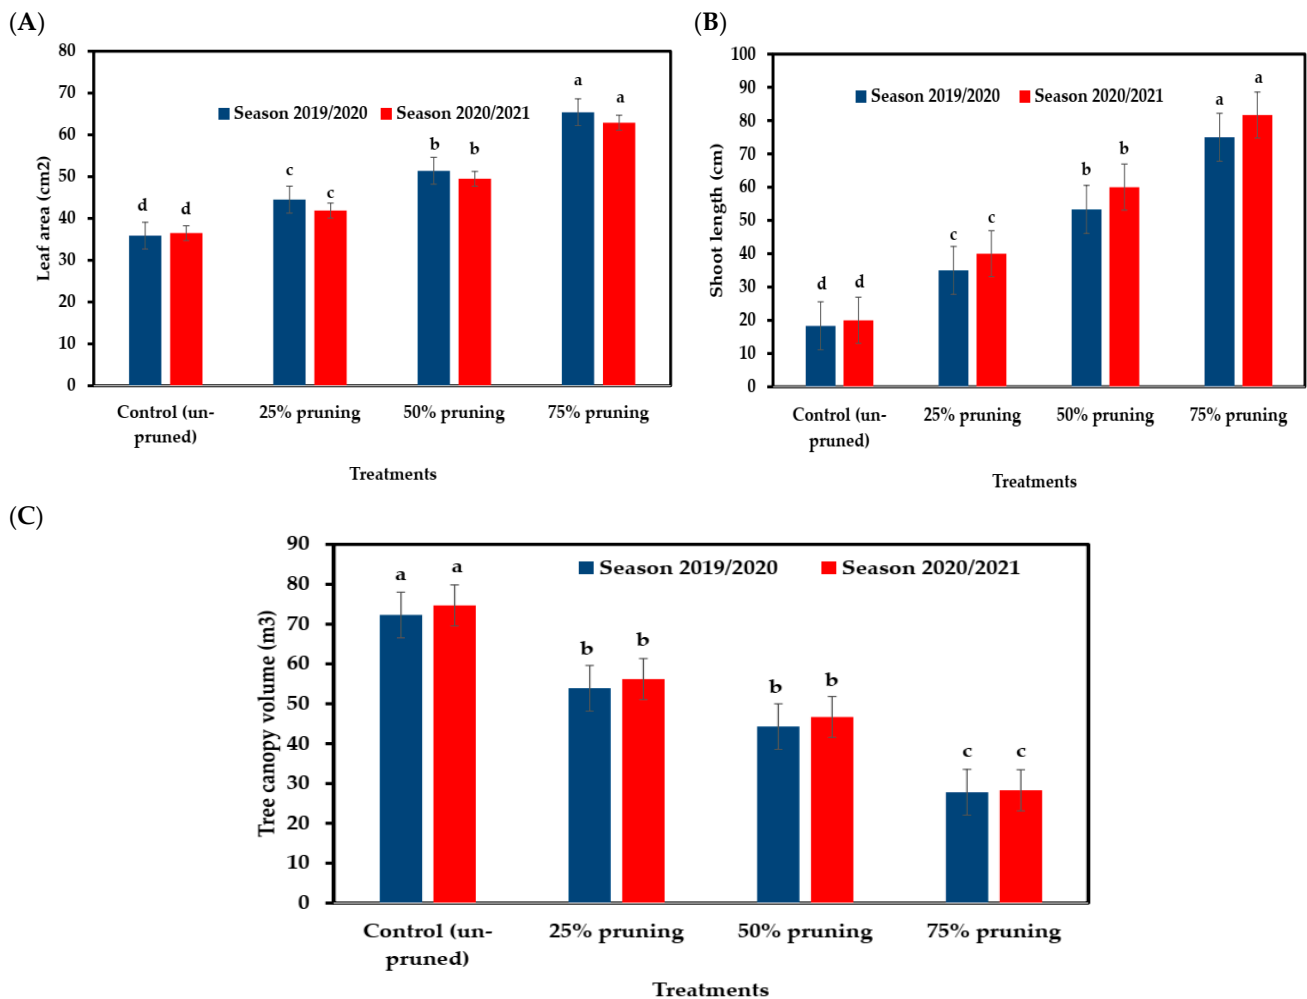 (A)
80
70
60
50
40
30
20
10
0
Leaf area (cm2)
Season 2019/2020 Season 2020/2021
d d
c c
b b
a a
Control (un-
pruned)
25% pruning
50% pruning
75% pruning
Treatments
(B)
100
90
80
70
60
50
40
30
20
10
0
Shoot length (cm)
Season 2019/2020 Season 2020/2021
d d
c c
b b
a a
Control (un-
pruned)
25% pruning
50% pruning
75% pruning
Treatments
(C)
90
80
70
60
50
40
30
20
10
0
Tree canopy volume (m3)
Season 2019/2020 Season 2020/2021
a a
b b
b b
c c
Control (un-
pruned)
25% pruning
50% pruning
75% pruning
Treatments